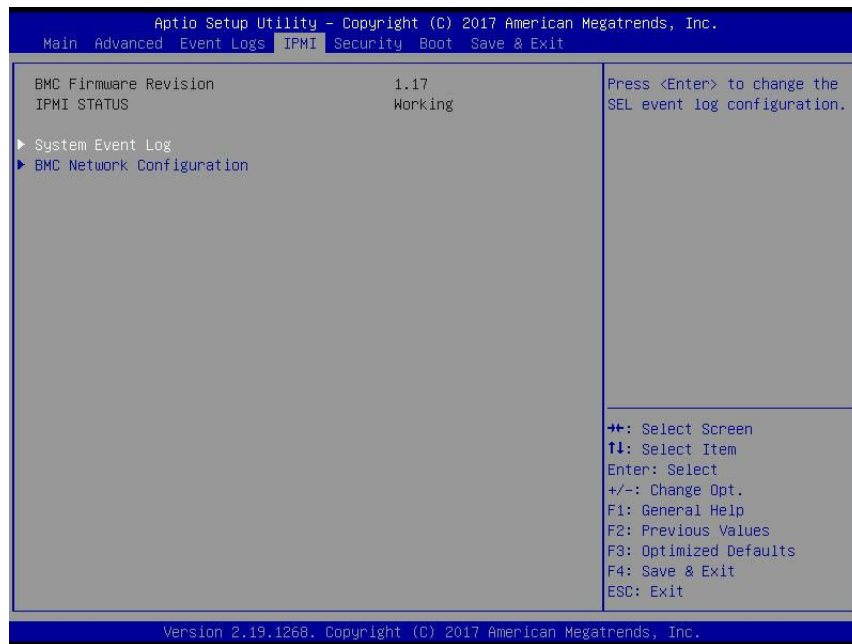 Aptio Setup Utility – Copyright (C) 2017 American Megatrends, Inc.
Main Advanced Event Logs IPMI Security Boot Save & Exit
BMC Firmware Revision 1.17
IPMI STATUS Working
System Event Log
BMC Network Configuration
Press <Enter> to change the
SEL event log configuration.
→←: Select Screen
↑↓: Select Item
Enter: Select
+/-: Change Opt.
F1: General Help
F2: Previous Values
F3: Optimized Defaults
F4: Save & Exit
ESC: Exit
Version 2.19.1268. Copyright (C) 2017 American Megatrends, Inc.